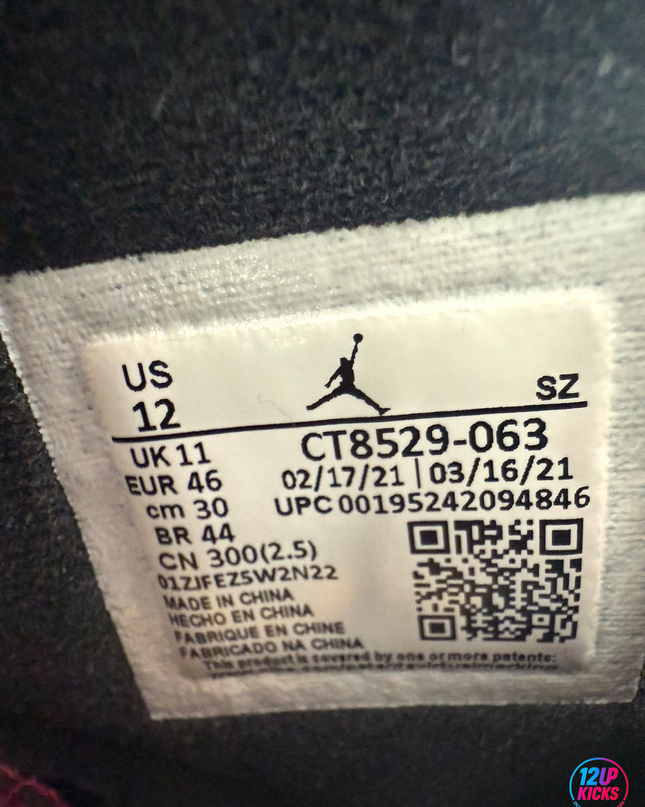 US
12
SZ
UK 11
EUR 46
cm 30
BR 44
CN 300(2.5)
01ZJFEZ5W2N22
CT8529-063
02/17/21 | 03/16/21
UPC 00195242094846
MADE IN CHINA
HECHO EN CHINA
FABRIQUE EN CHINE
FABRICADO NA CHINA
This product is covered by one or more patents:
12UP
KICKS